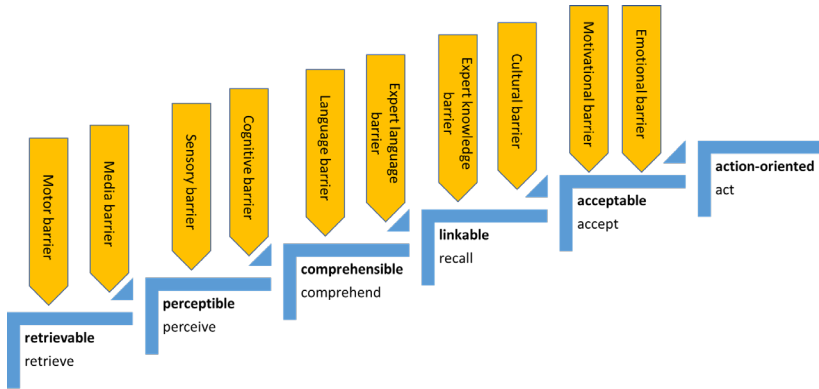 Motor barrier
Media barrier
retrievable
retrieve
Sensory barrier
Cognitive barrier
perceptible
perceive
Language barrier
Expert language
barrier
comprehensible
comprehend
Expert knowledge
barrier
Cultural barrier
linkable
recall
Motivational barrier
Emotional barrier
acceptable
accept
action-oriented
act